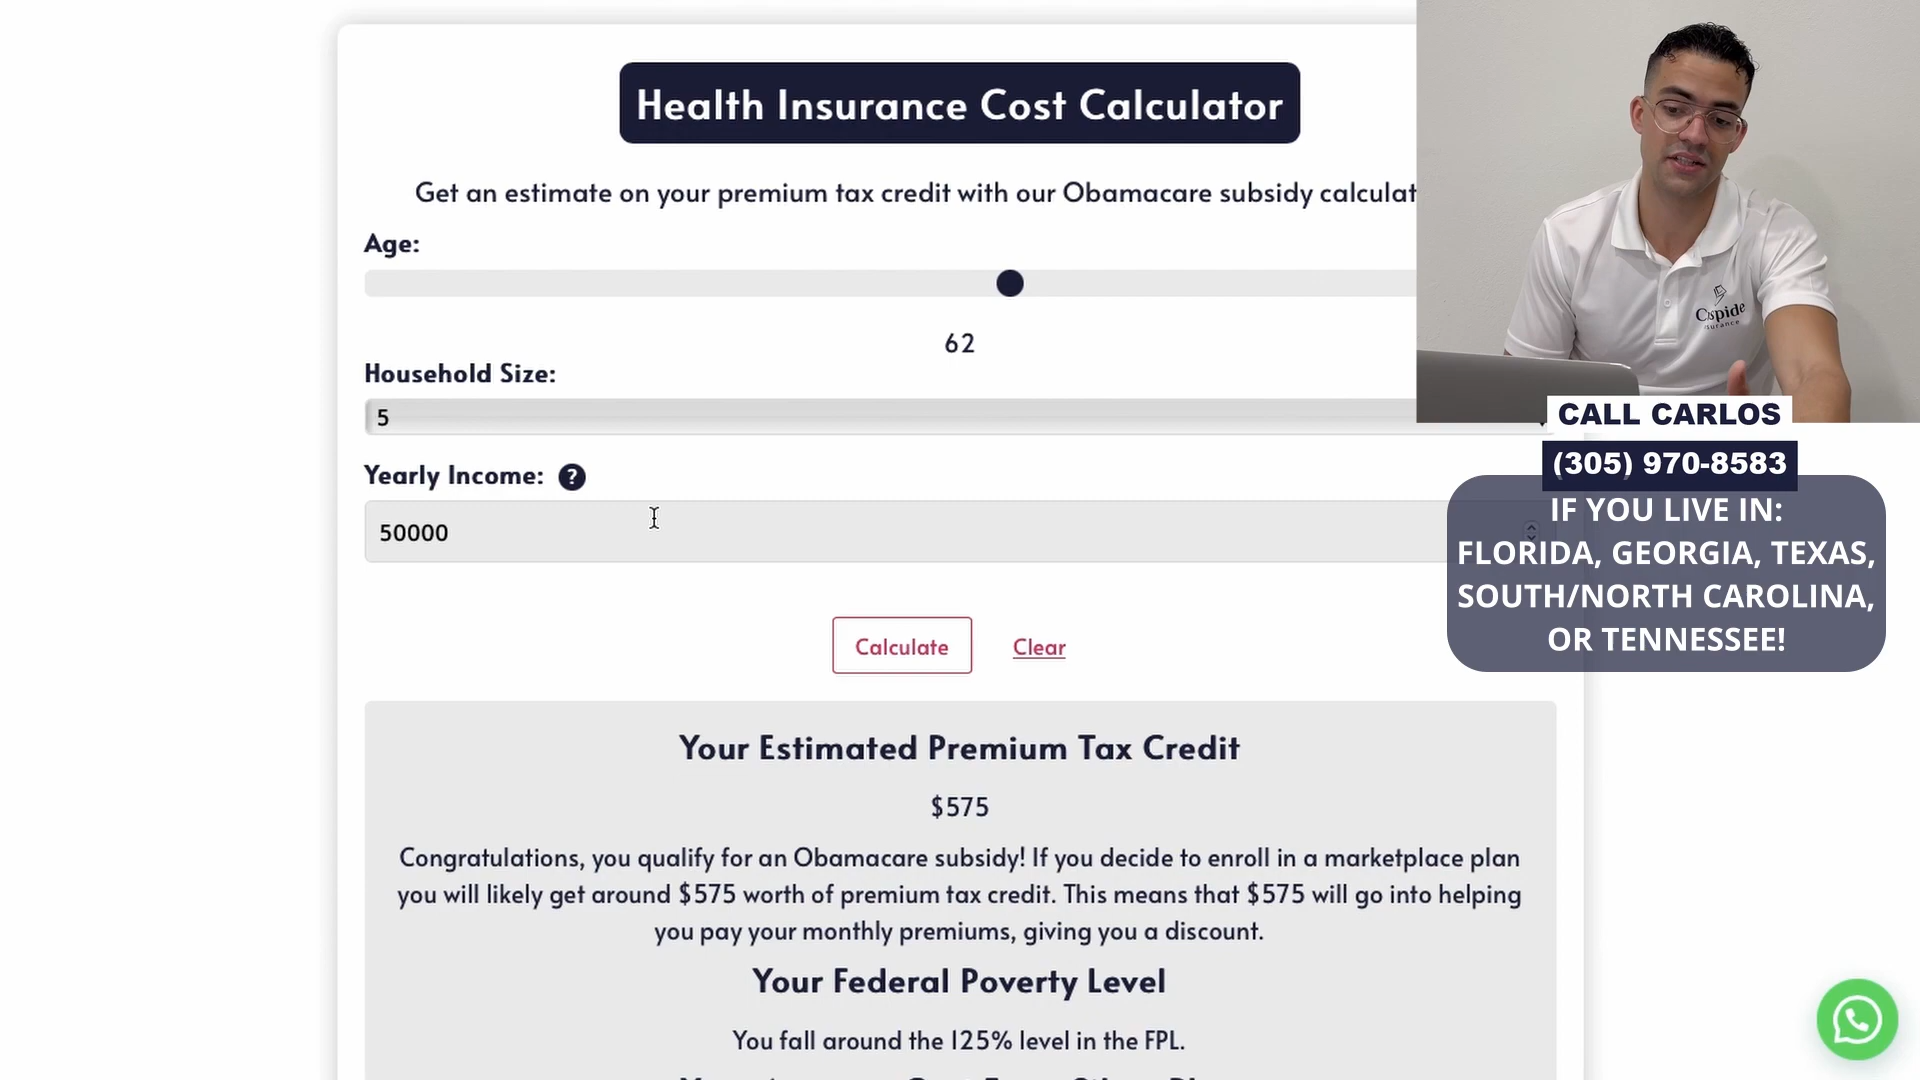 Health Insurance Cost Calculator
Get an estimate on your premium tax credit with our Obamacare subsidy calculat
Age:
62
Household Size:
5
Yearly Income: ?
50000
Calculate Clear
Your Estimated Premium Tax Credit
$575
Congratulations, you qualify for an Obamacare subsidy! If you decide to enroll in a marketplace plan
you will likely get around $575 worth of premium tax credit. This means that $575 will go into helping
you pay your monthly premiums, giving you a discount.
Your Federal Poverty Level
You fall around the 125% level in the FPL.
Cuspide
Insurance
CALL CARLOS
(305) 970-8583
IF YOU LIVE IN:
FLORIDA, GEORGIA, TEXAS,
SOUTH/NORTH CAROLINA,
OR TENNESSEE!